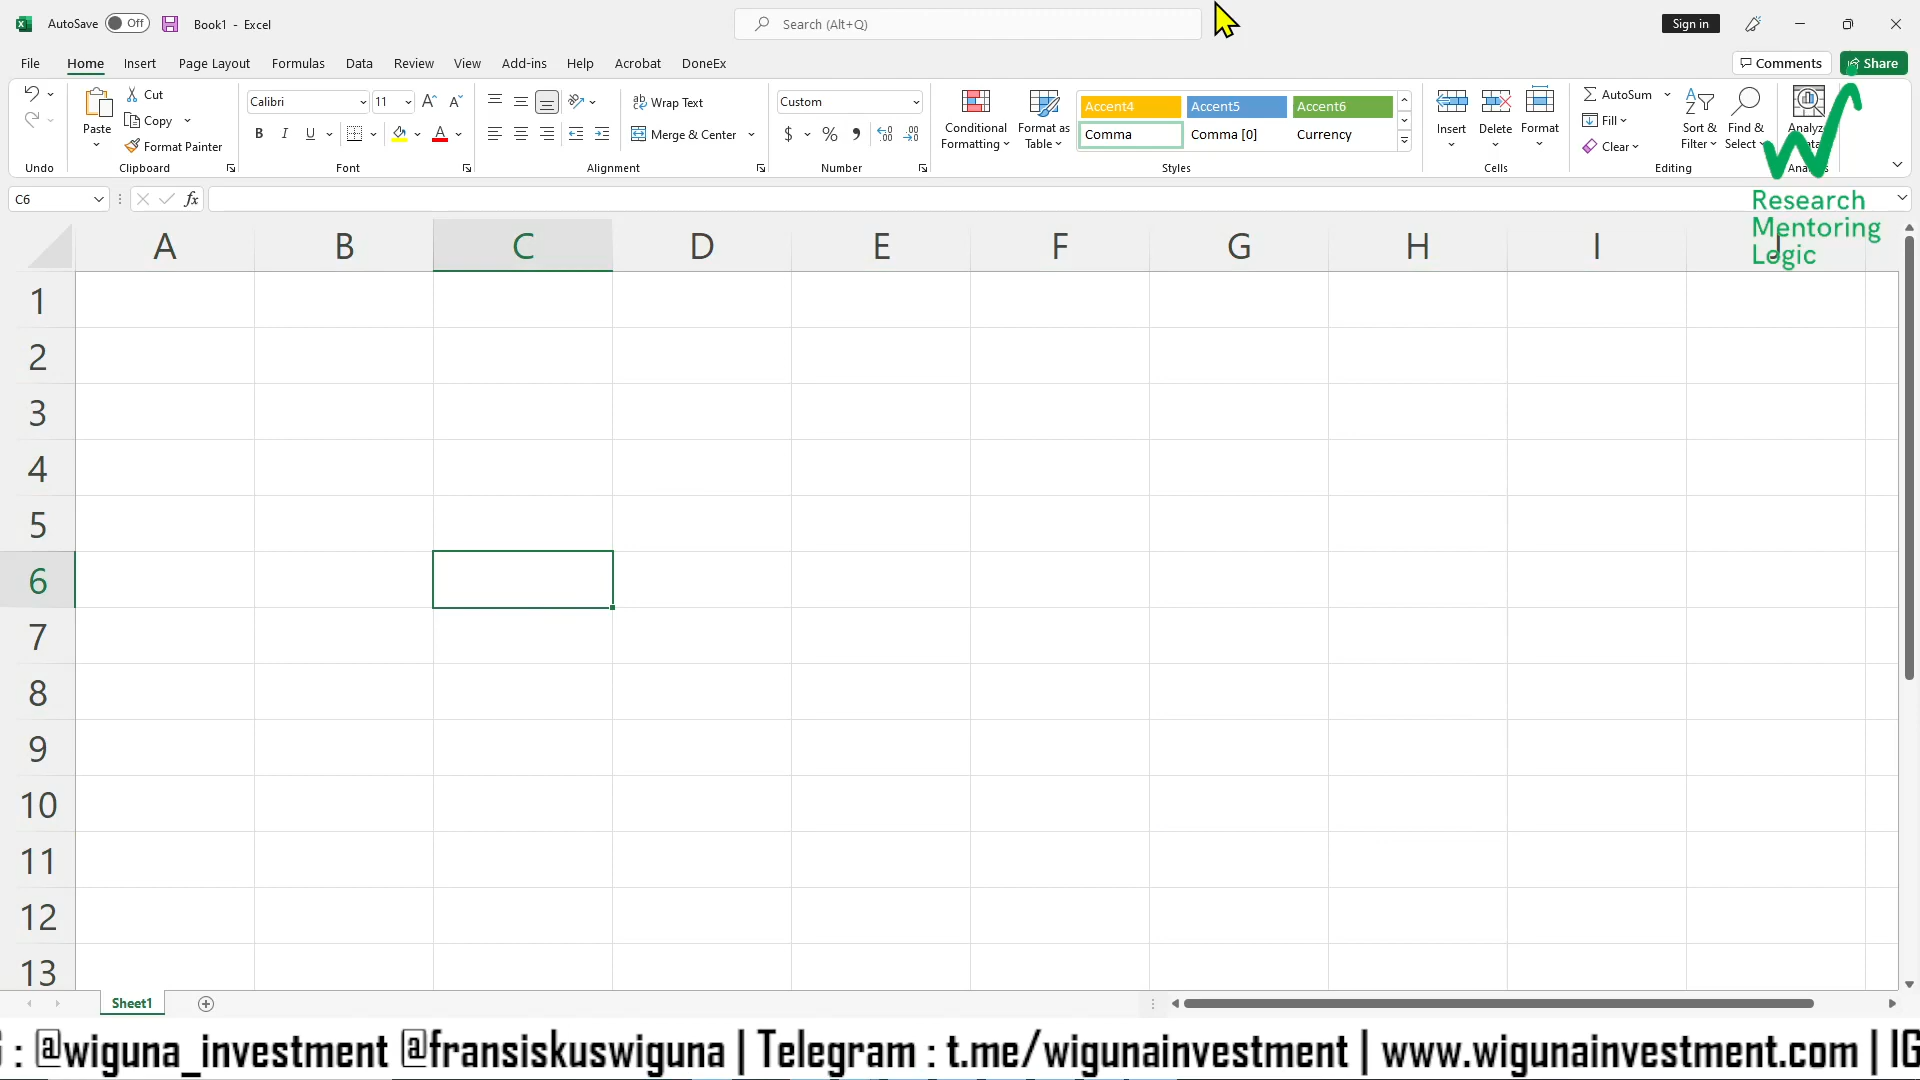 AutoSave Off Book1 - Excel Search (Alt+Q) Sign in
File Home Insert Page Layout Formulas Data Review View Add-ins Help Acrobat DoneEx Comments Share
Undo
Paste Cut
Copy
Format Painter
Clipboard
Calibri 11
B I U A
Font
Wrap Text
Merge & Center
Alignment
Custom
$ % 9
Number
Conditional Formatting
Format as Table
Accent4 Accent5 Accent6
Comma Comma [0] Currency
Styles
Insert Delete Format
Cells
AutoSum
Fill
Clear
Sort & Filter
Find & Select
Editing
C6 fx
Research
Mentoring
Logic
A B C D E F G H I J
1
2
3
4
5
6
7
8
9
10
11
12
13
Sheet1
: @wiguna_investment @fransiskuswiguna | Telegram : t.me/wigunainvestment | www.wigunainvestment.com | IG